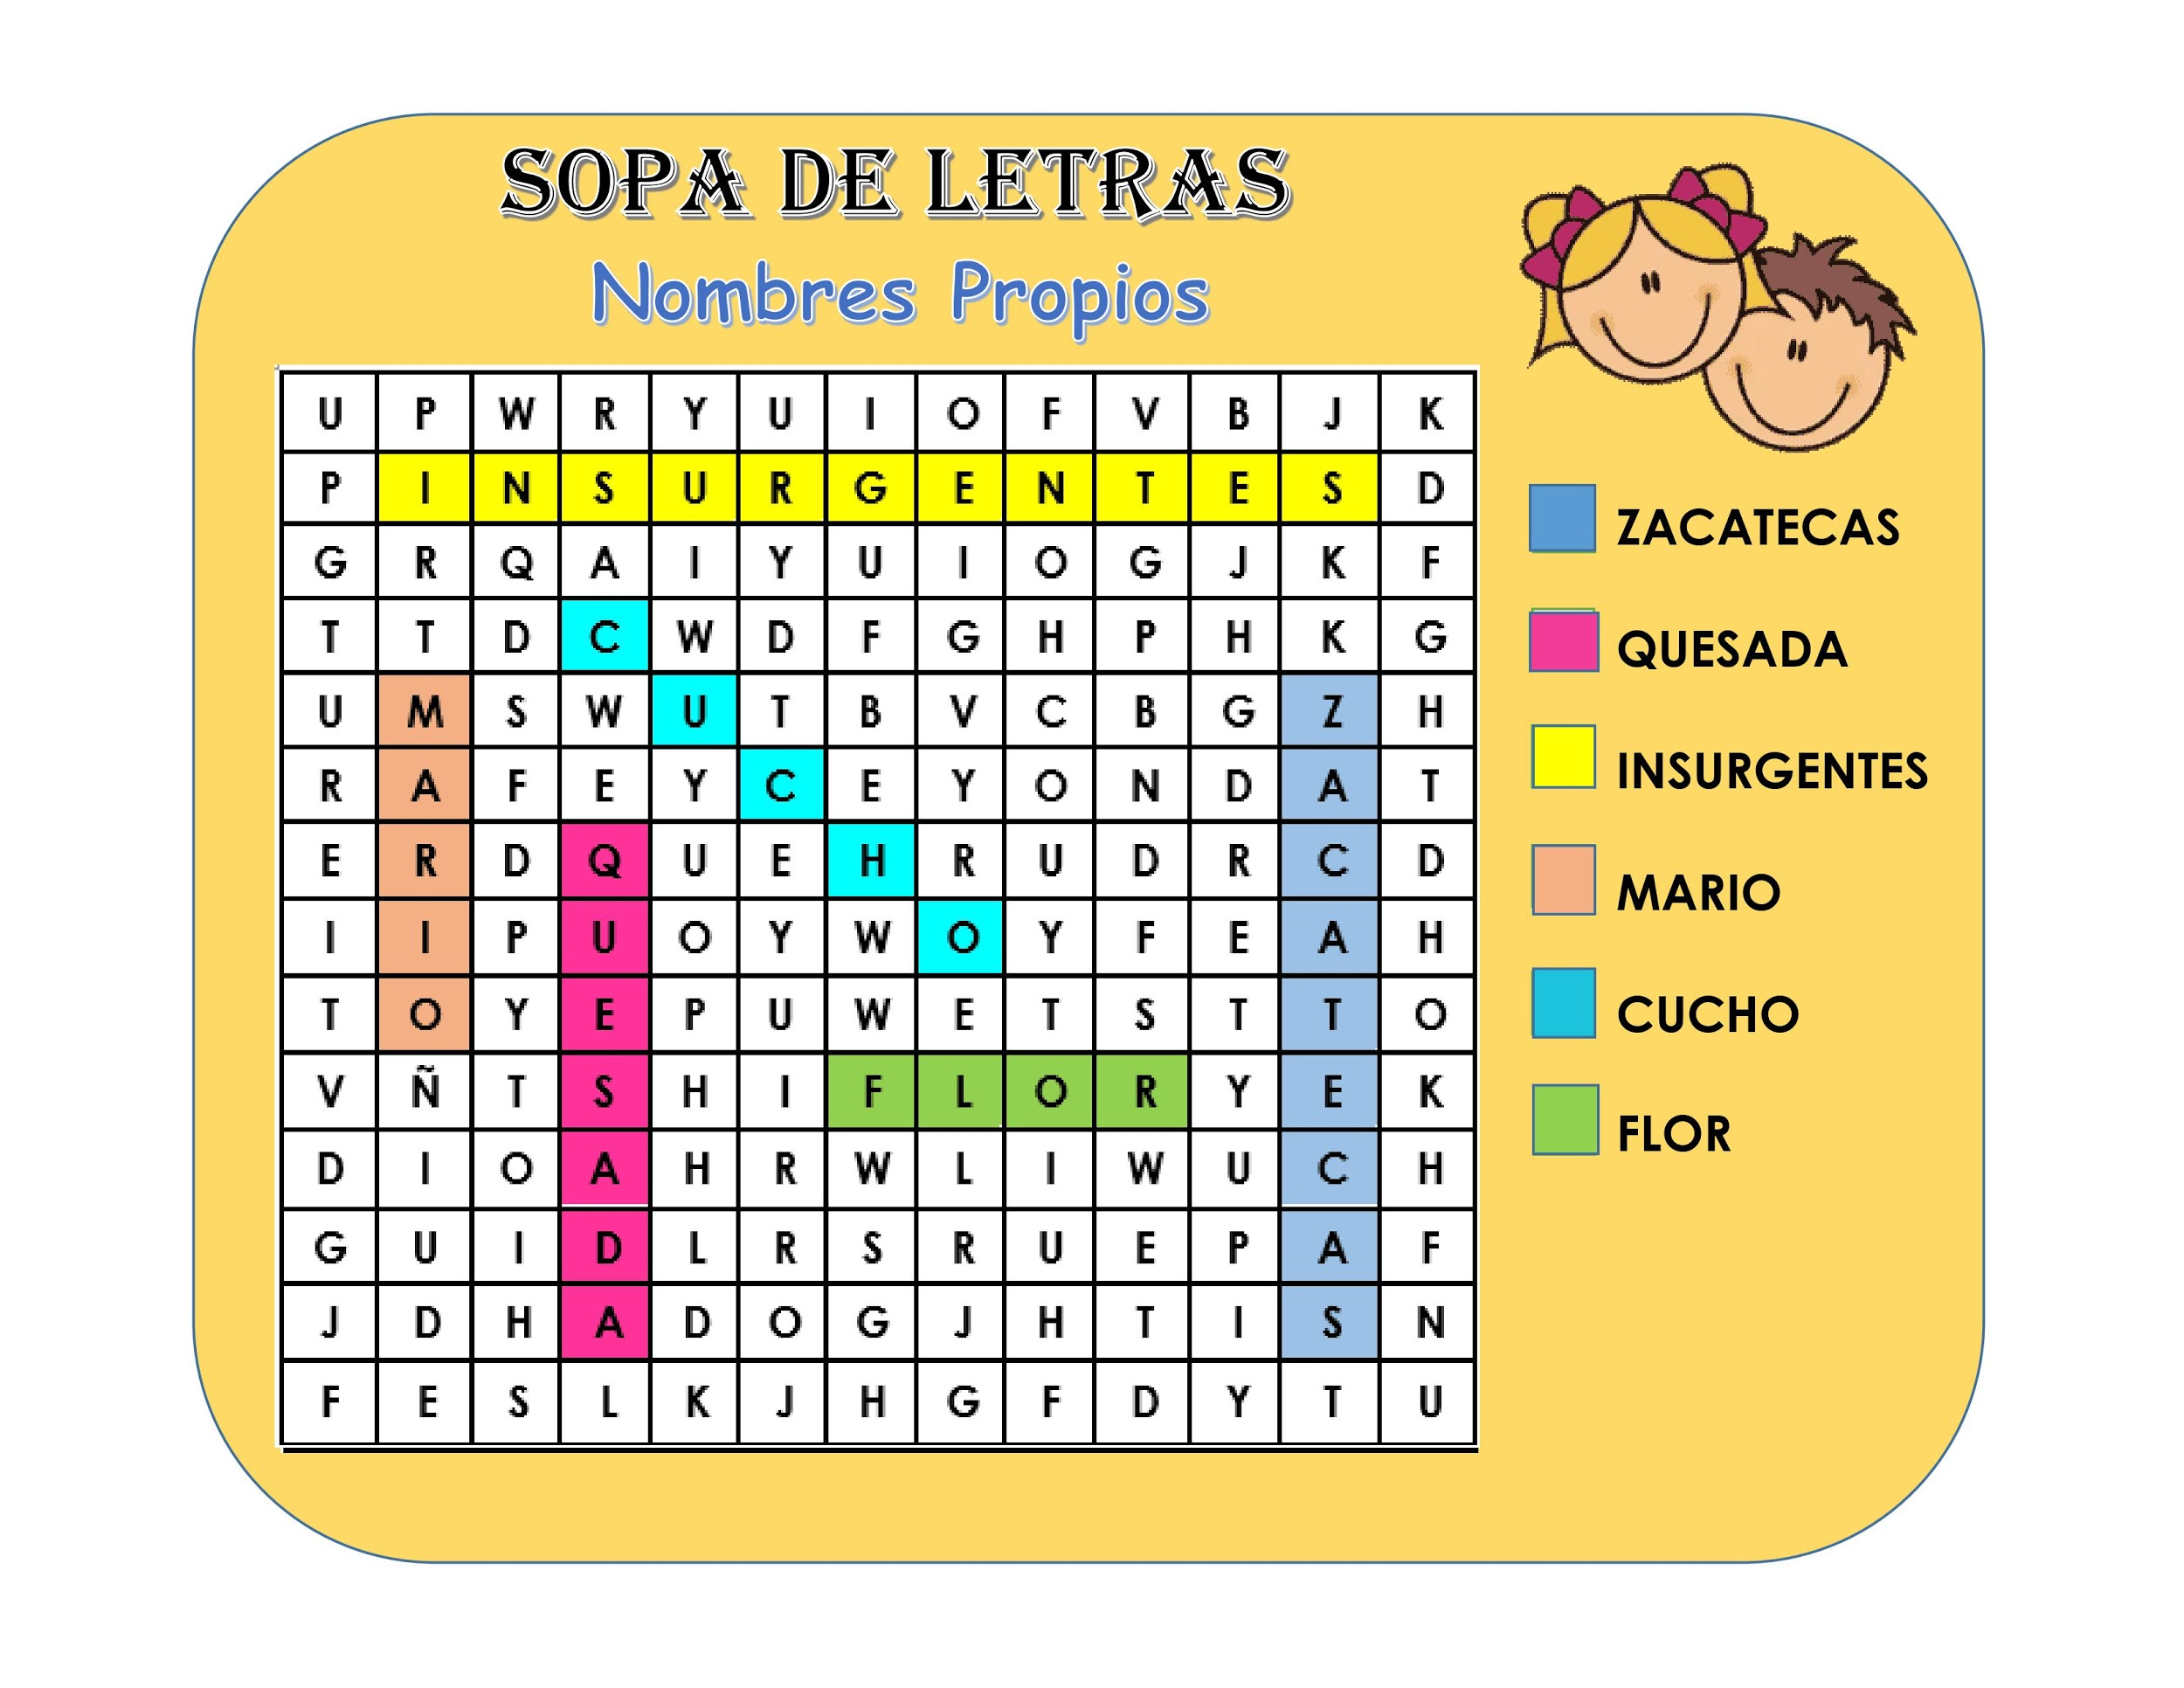 SOPA DE LETRAS
Nombres Propios
U P W R Y U I O F V B J K
P I N S U R G E N T E S D
G R Q A I Y U I O G J K F
T T D C W D F G H P H K G
U M S W U T B V C B G Z H
R A F E Y C E Y O N D A T
E R D Q U E H R U D R C D
I I P U O Y W O Y F E A H
T O Y E P U W E T S T T O
V Ñ T S H I F L O R Y E K
D I O A H R W L I W U C H
G U I D L R S R U E P A F
J D H A D O G J H T I S N
F E S L K J H G F D Y T U
ZACATECAS
QUESADA
INSURGENTES
MARIO
CUCHO
FLOR